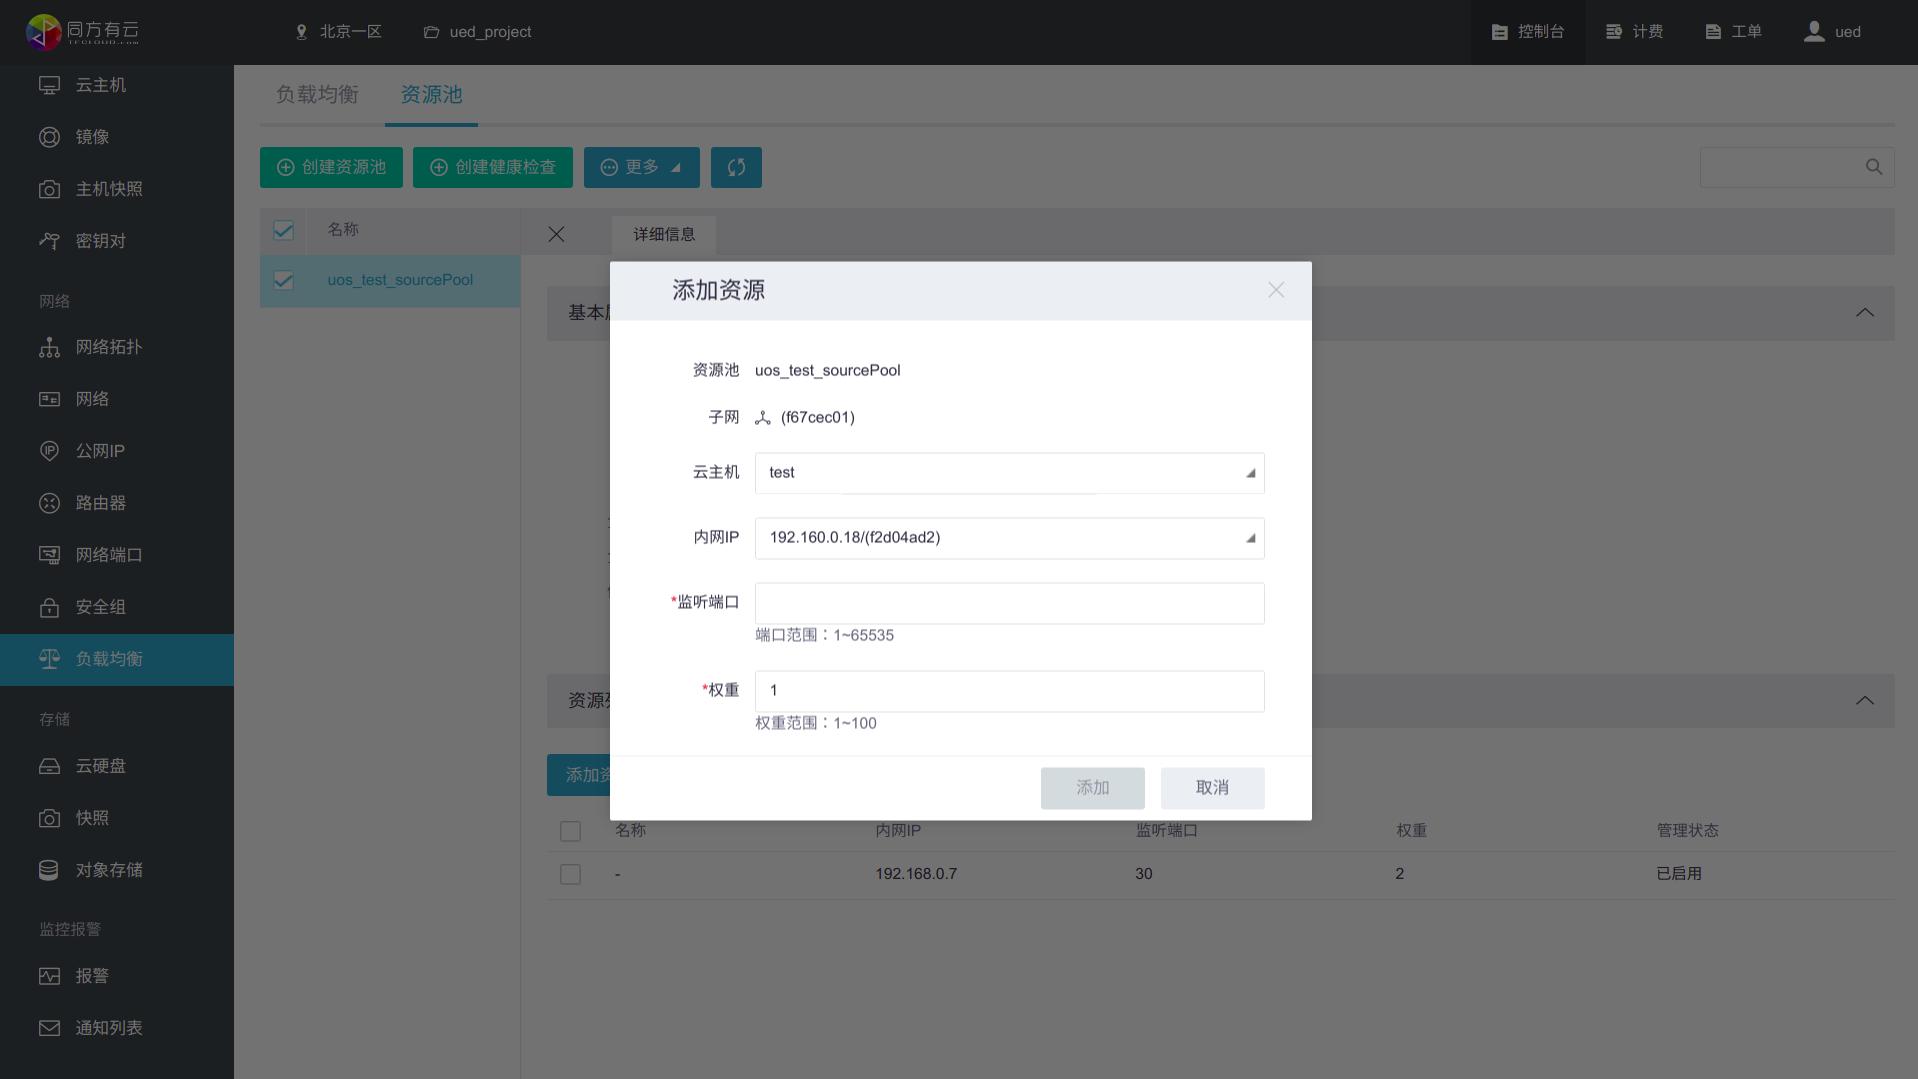 同方有云
TFCLOUD.com
北京一区
ued_project
控制台
计费
工单
ued
云主机
镜像
主机快照
密钥对
网络
网络拓扑
网络
公网IP
路由器
网络端口
安全组
负载均衡
存储
云硬盘
快照
对象存储
监控报警
报警
通知列表
负载均衡
资源池
创建资源池
创建健康检查
更多
名称
uos_test_sourcePool
详细信息
基本
资源
添加
添加资源
资源池 uos_test_sourcePool
子网 (f67cec01)
云主机 test
内网IP 192.160.0.18/(f2d04ad2)
*监听端口
端口范围：1~65535
*权重 1
权重范围：1~100
添加 取消
名称 内网IP 监听端口 权重 管理状态
- 192.168.0.7 30 2 已启用